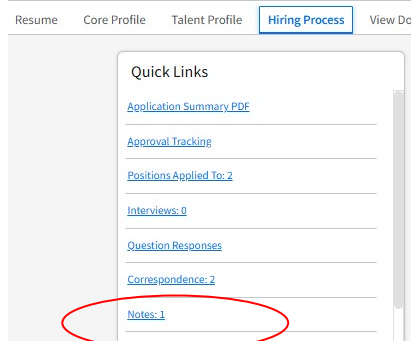 Resume Core Profile Talent Profile Hiring Process View Do
Quick Links
Application Summary PDF
Approval Tracking
Positions Applied To: 2
Interviews: 0
Question Responses
Correspondence: 2
Notes: 1